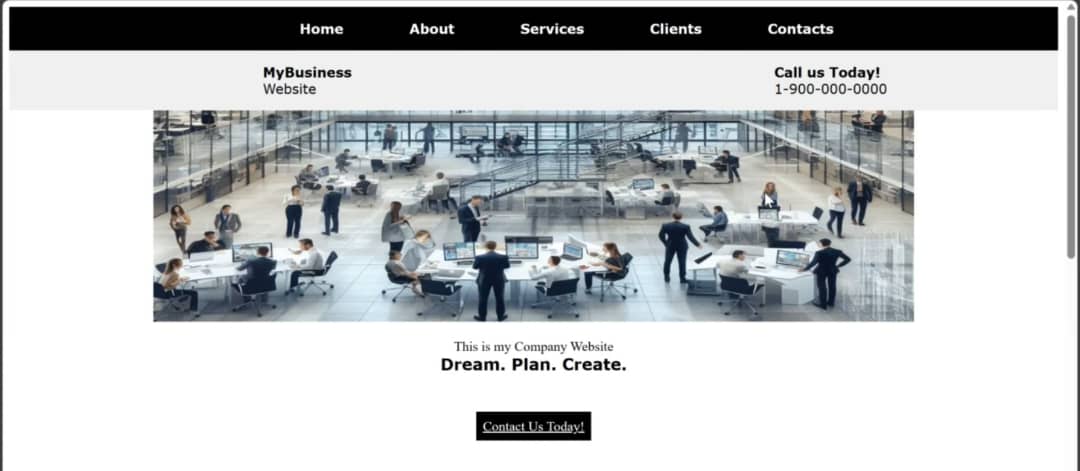 Home About Services Clients Contacts
MyBusiness
Website
Call us Today!
1-900-000-0000
This is my Company Website
Dream. Plan. Create.
Contact Us Today!